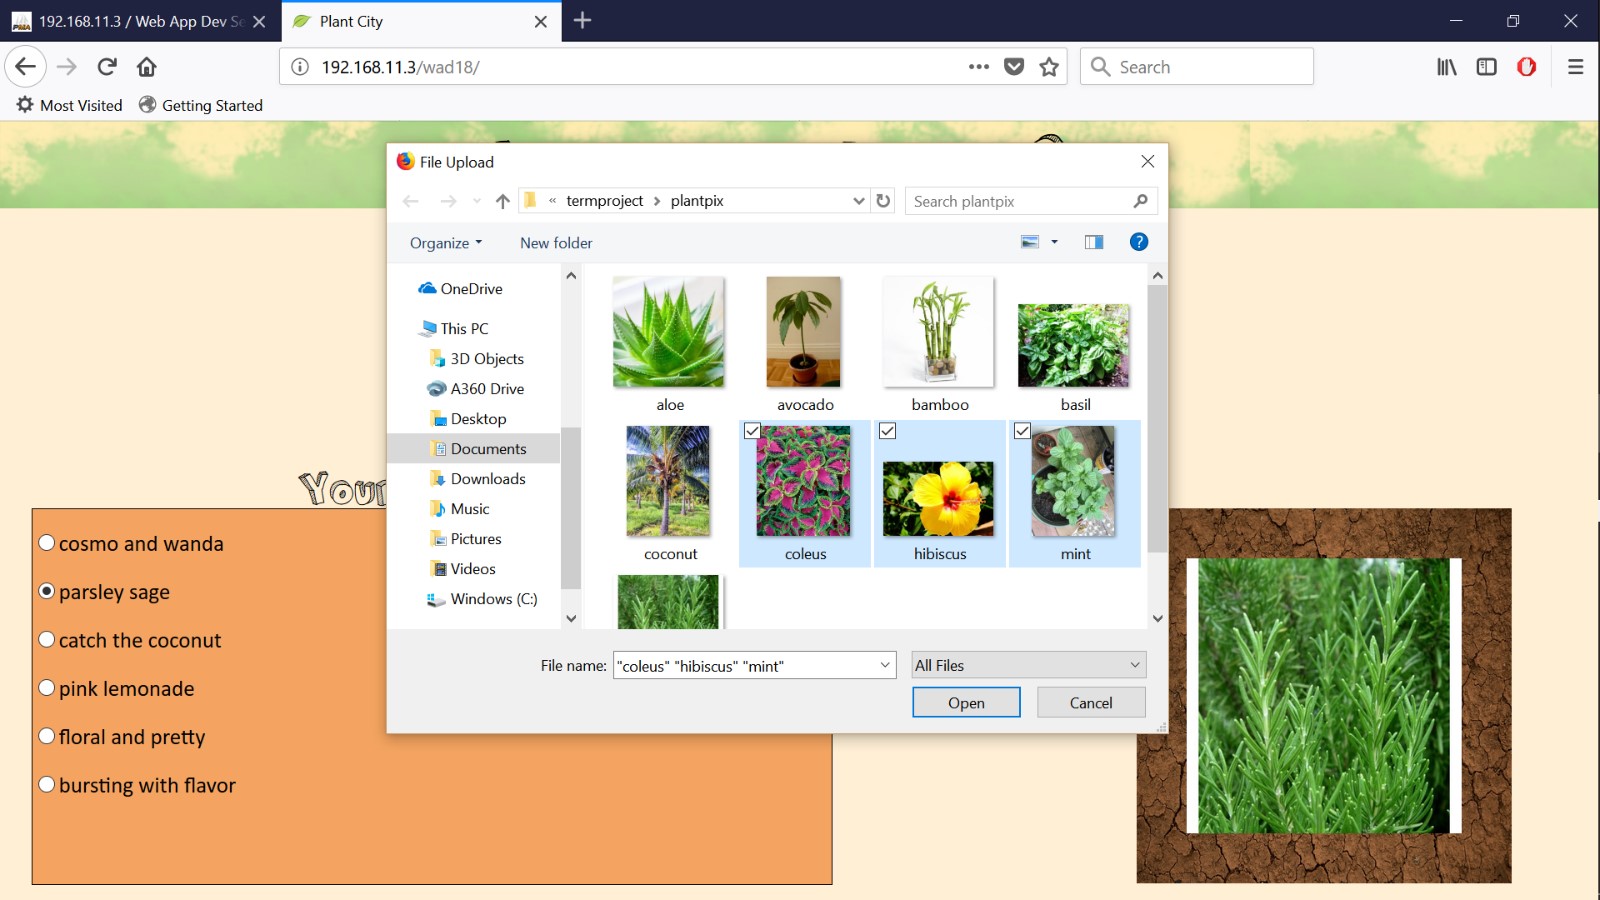 192.168.11.3 / Web App Dev Se
Plant City
192.168.11.3/wad18/
Search
Most Visited
Getting Started
File Upload
« termproject > plantpix
Search plantpix
Organize
New folder
OneDrive
This PC
3D Objects
A360 Drive
Desktop
Documents
Downloads
Music
Pictures
Videos
Windows (C:)
aloe
avocado
bamboo
basil
coconut
coleus
hibiscus
mint
File name: "coleus" "hibiscus" "mint"
All Files
Open
Cancel
Your
cosmo and wanda
parsley sage
catch the coconut
pink lemonade
floral and pretty
bursting with flavor